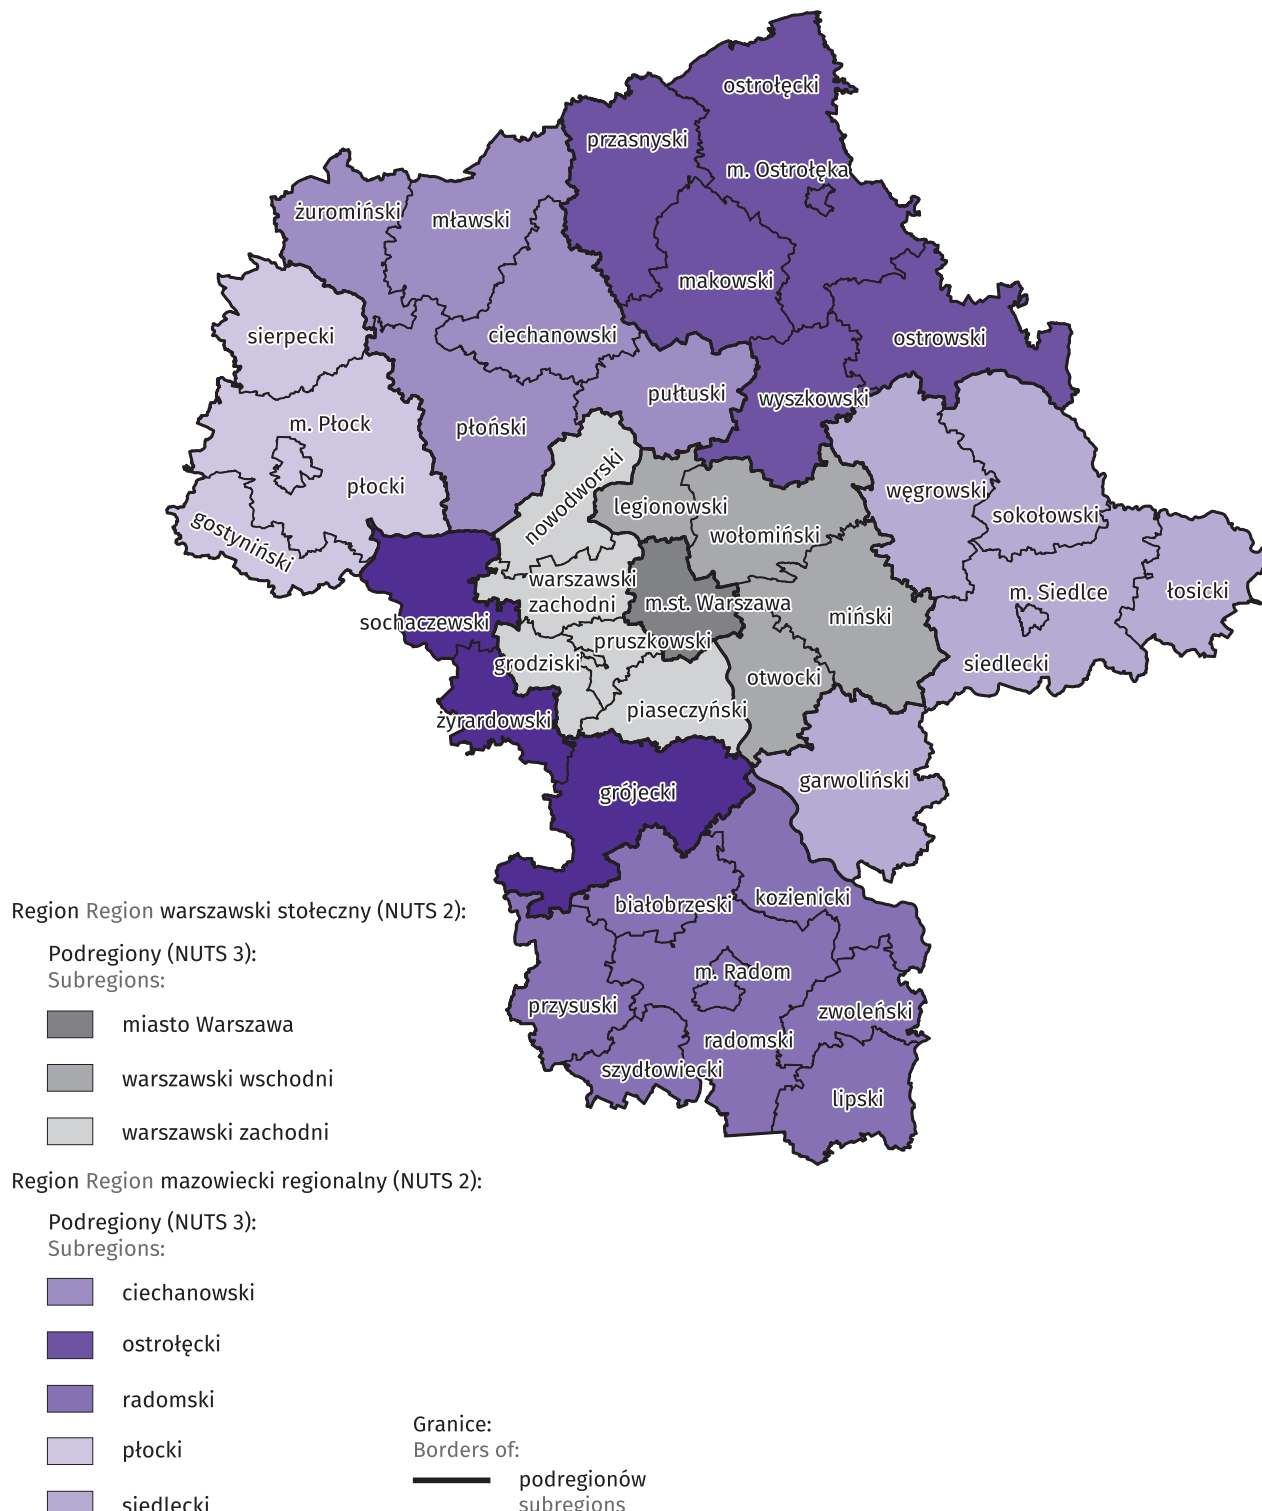 ostrołęcki
przasnyski
m. Ostrołęka
żuromiński
mławski
makowski
sierpecki
ciechanowski
ostrowski
pułtuski
wyszkowski
m. Płock
płoński
płocki
nowodworski
legionowski
węgrowski
sokołowski
gostyniński
wołomiński
warszawski
zachodni
m.st. Warszawa
m. Siedlce
łosicki
sochaczewski
miński
pruszkowski
grodziski
otwocki
siedlecki
żyrardowski
piaseczyński
grójecki
garwoliński
białobrzeski
kozienicki
m. Radom
przysuski
zwoleński
radomski
szydłowiecki
lipski
Region Region warszawski stołeczny (NUTS 2):
Podregiony (NUTS 3):
Subregions:
miasto Warszawa
warszawski wschodni
warszawski zachodni
Region Region mazowiecki regionalny (NUTS 2):
Podregiony (NUTS 3):
Subregions:
ciechanowski
ostrołęcki
radomski
płocki
siedlecki
Granice:
Borders of:
podregionów
subregions